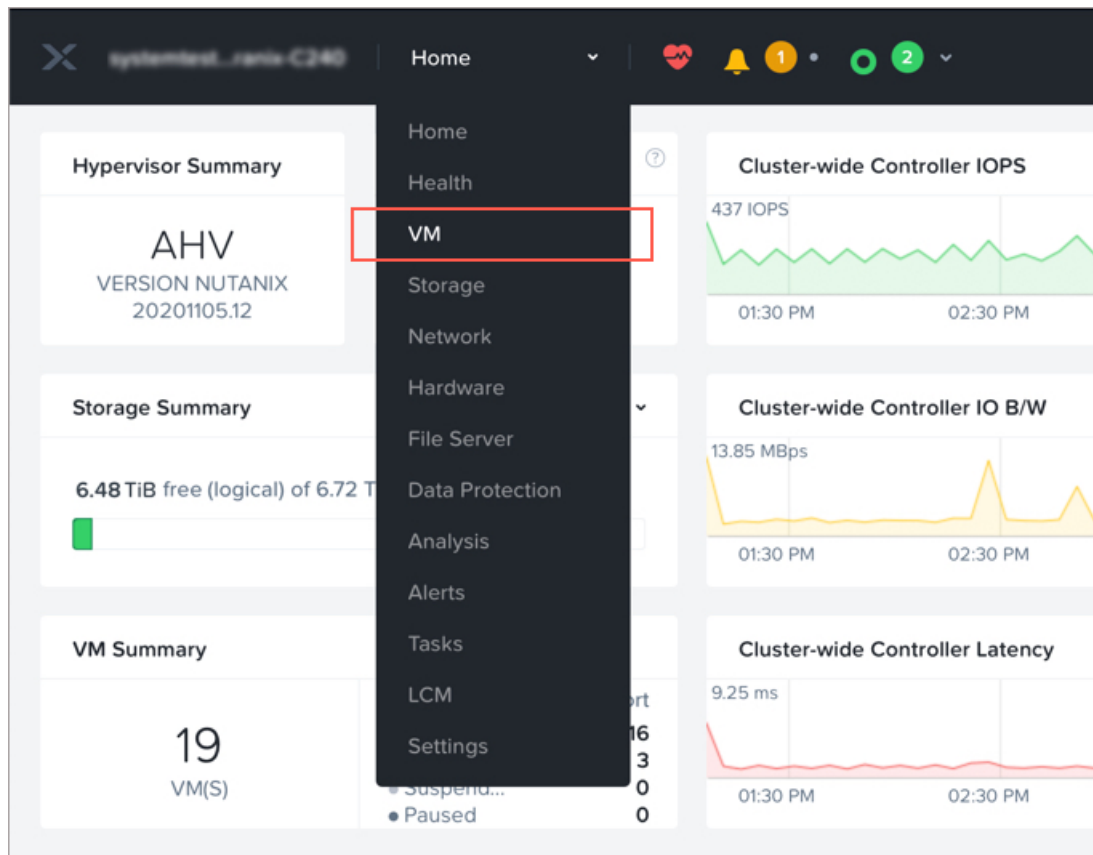 Home
1
2
Home
Health
VM
Storage
Network
Hardware
File Server
Data Protection
Analysis
Alerts
Tasks
LCM
Settings
Hypervisor Summary
?
AHV
VERSION NUTANIX
20201105.12
Storage Summary
6.48 TiB free (logical) of 6.72 T
VM Summary
19
VM(S)
16
3
Suspend... 0
Paused 0
Cluster-wide Controller IOPS
437 IOPS
01:30 PM 02:30 PM
Cluster-wide Controller IO B/W
13.85 MBps
01:30 PM 02:30 PM
Cluster-wide Controller Latency
9.25 ms
01:30 PM 02:30 PM